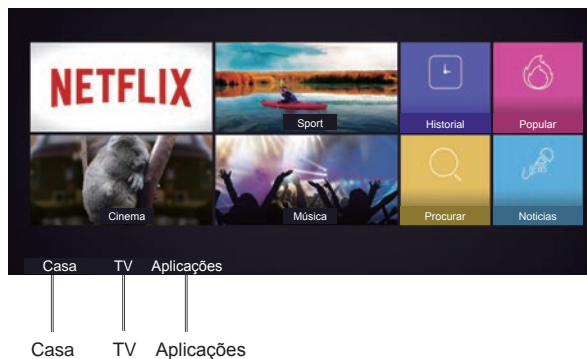 NETFLIX
Sport
Historial
Popular
Cinema
Música
Procurar
Noticias
Casa TV Aplicações
Casa TV Aplicações